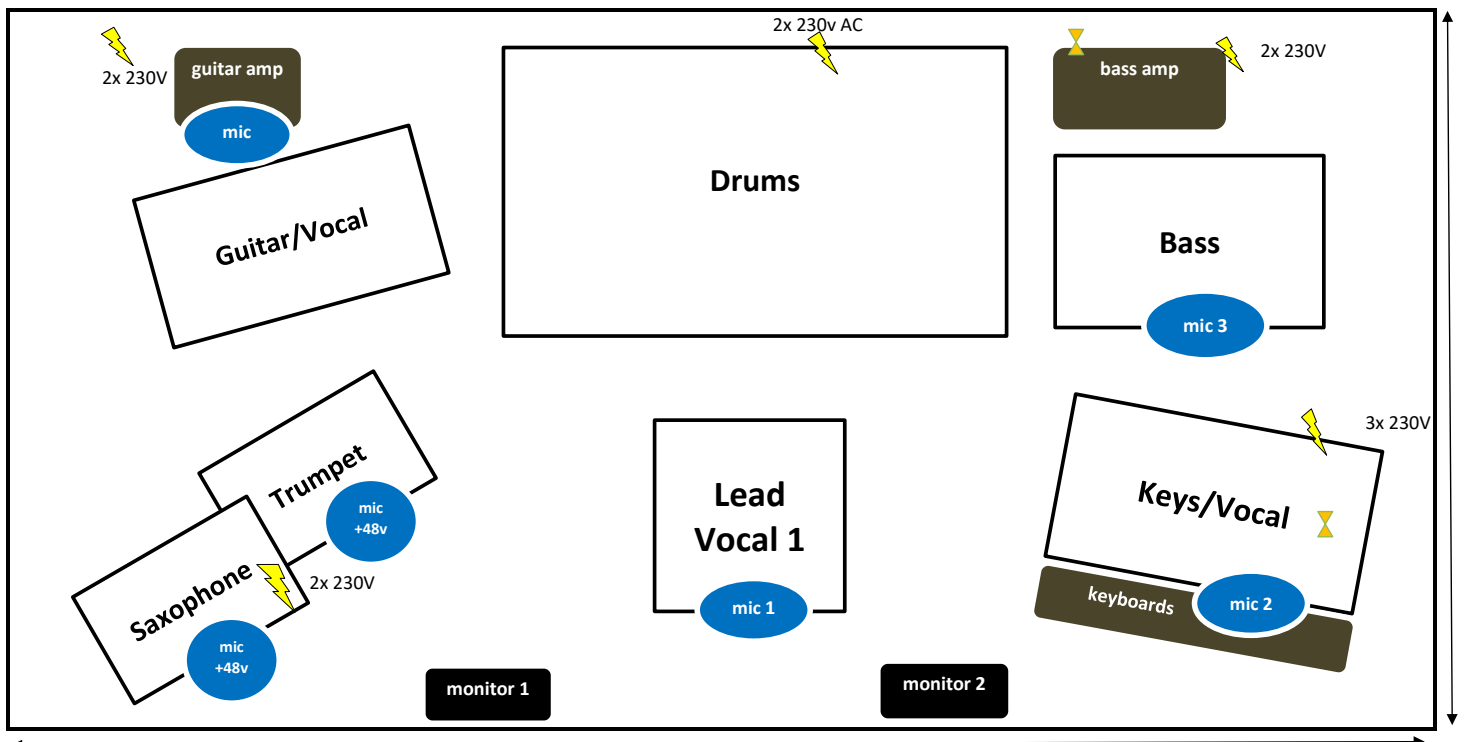 2x 230v AC
2x 230V
guitar amp
mic
bass amp
2x 230V
Guitar/Vocal
Drums
Bass
mic 3
Trumpet
mic
+48v
Saxophone
2x 230V
mic
+48v
Lead
Vocal 1
mic 1
3x 230V
Keys/Vocal
keyboards
mic 2
monitor 1
monitor 2